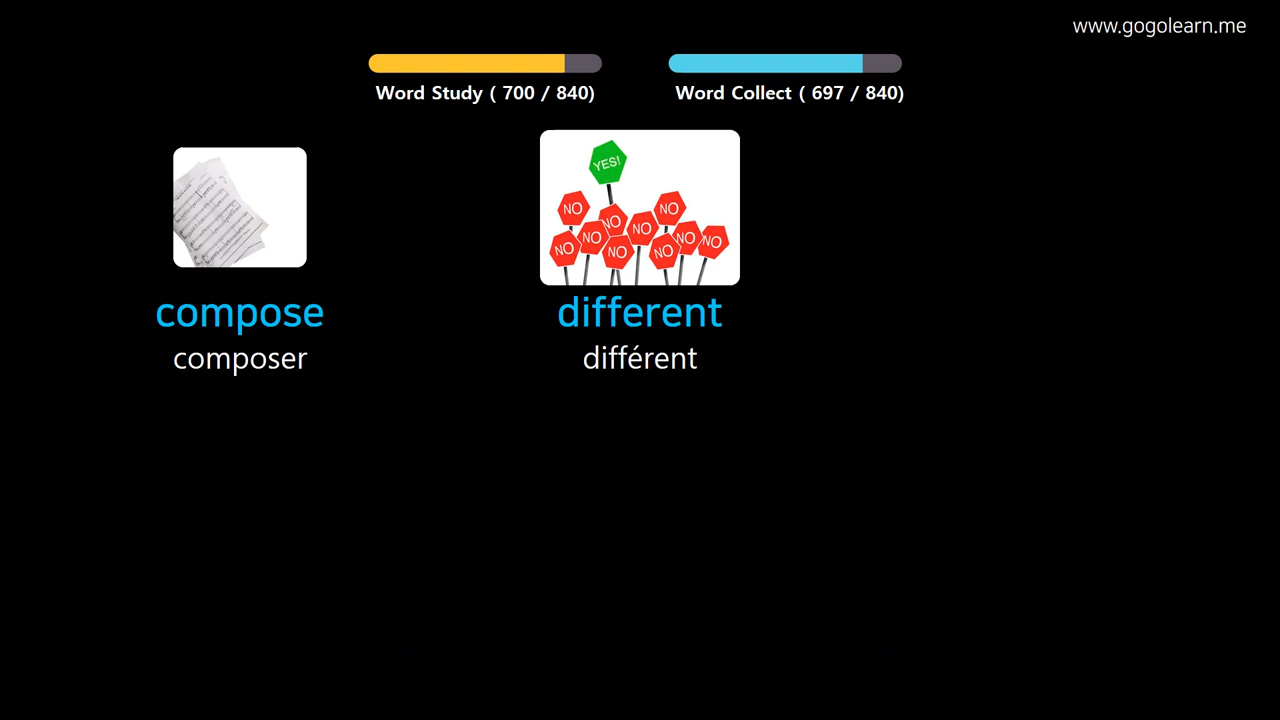 www.gogolearn.me
Word Study ( 700 / 840)
Word Collect ( 697 / 840)
YES!
NO
NO
NO
NO
NO
NO
NO
NO
NO
NO
compose
different
composer
différent